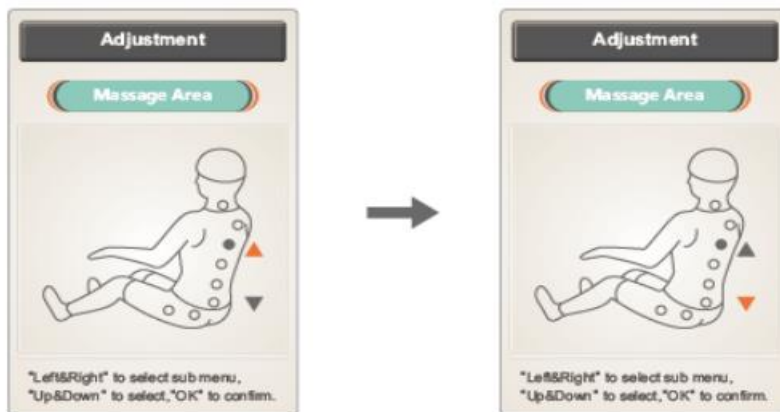 Adjustment
Massage Area
"Left&Right" to select sub menu,
"Up&Down" to select,"OK" to confirm.
Adjustment
Massage Area
"Left&Right" to select sub menu,
"Up&Down" to select,"OK" to confirm.